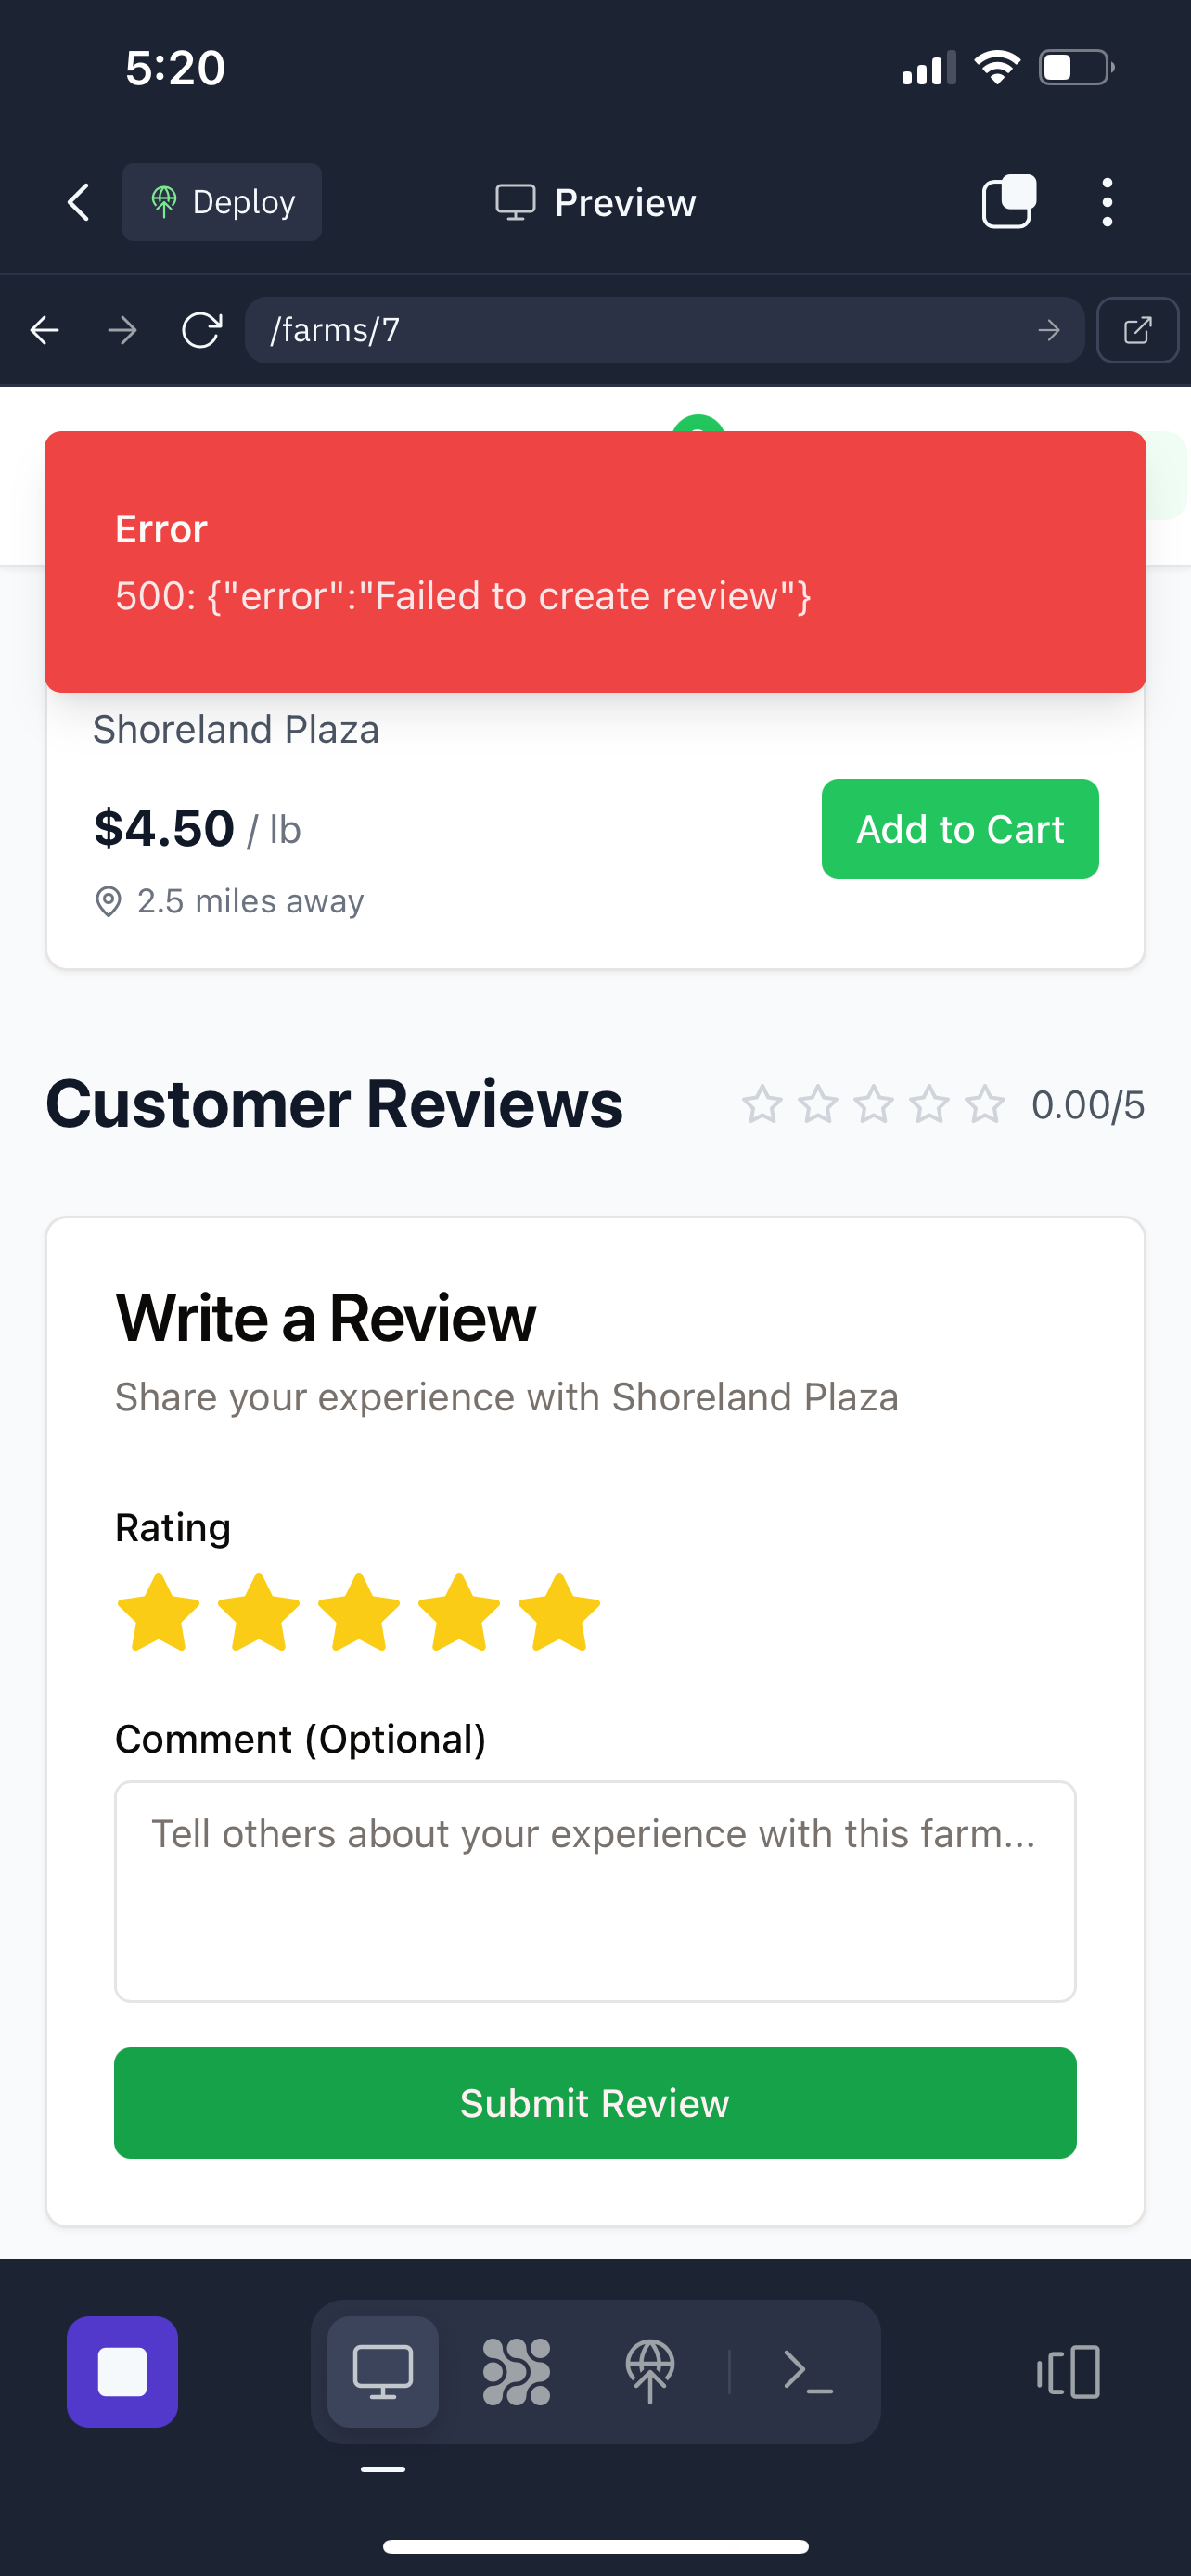 5:20
Deploy
Preview
/farms/7
Error
500: {"error":"Failed to create review"}
Shoreland Plaza
$4.50 / lb
Add to Cart
2.5 miles away
Customer Reviews
0.00/5
Write a Review
Share your experience with Shoreland Plaza
Rating
Comment (Optional)
Tell others about your experience with this farm...
Submit Review